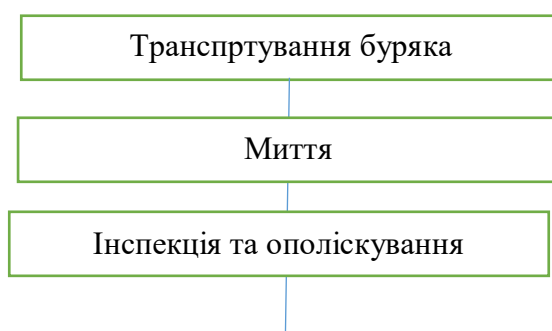 Транспртування буряка
Миття
Інспекція та ополіскування